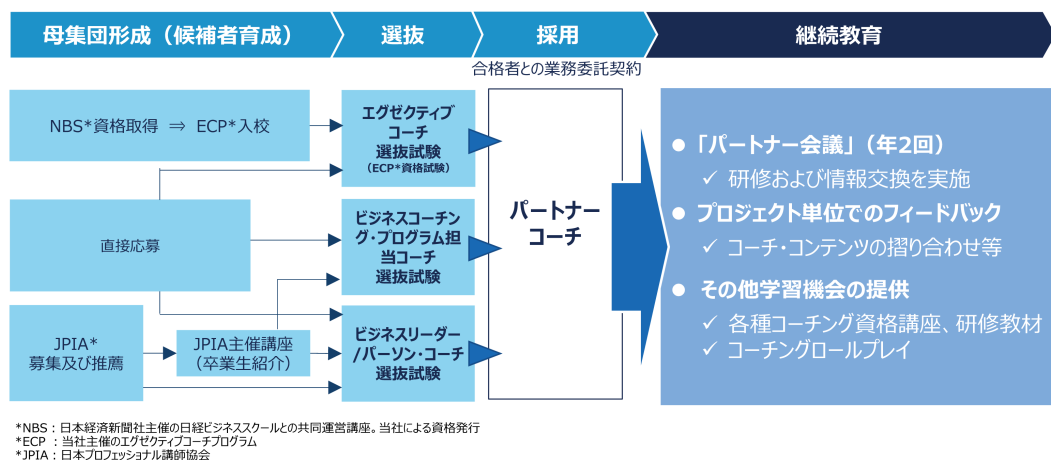 母集団形成（候補者育成）
選抜
採用
継続教育
合格者との業務委託契約
NBS*資格取得 ⇒ ECP*入校
直接応募
JPIA*
募集及び推薦
JPIA主催講座
（卒業生紹介）
エグゼクティブ
コーチ
選抜試験
（ECP*資格試験）
ビジネスコーチン
グ・プログラム担
当コーチ
選抜試験
ビジネスリーダー
/パーソン・コーチ
選抜試験
パートナー
コーチ
● 「パートナー会議」（年2回）
✓ 研修および情報交換を実施
● プロジェクト単位でのフィードバック
✓ コーチ・コンテンツの摺り合わせ等
● その他学習機会の提供
✓ 各種コーチング資格講座、研修教材
✓ コーチングロールプレイ
*NBS：日本経済新聞社主催の日経ビジネススクールとの共同運営講座。当社による資格発行
*ECP ：当社主催のエグゼクティブコーチプログラム
*JPIA：日本プロフェッショナル講師協会